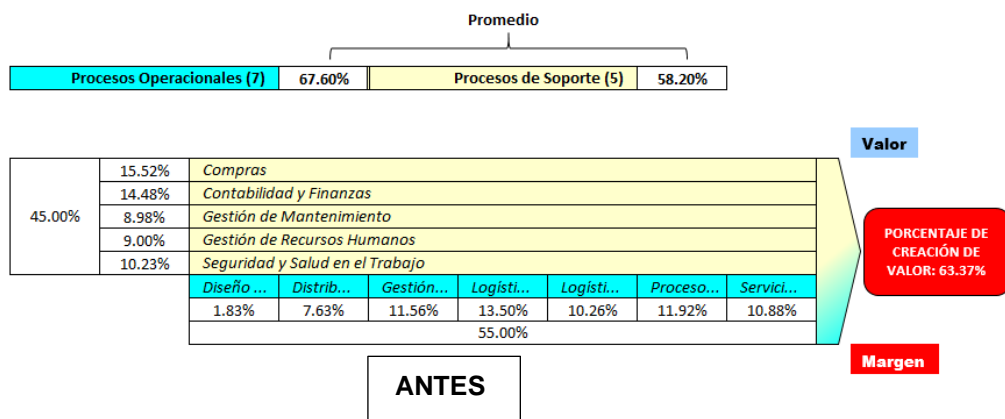 Promedio
Procesos Operacionales (7) 67.60% Procesos de Soporte (5) 58.20%
Valor
45.00%
15.52% Compras
14.48% Contabilidad y Finanzas
8.98% Gestión de Mantenimiento
9.00% Gestión de Recursos Humanos
10.23% Seguridad y Salud en el Trabajo
Diseño ... Distrib... Gestión... Logísti... Logísti... Proceso... Servici...
1.83% 7.63% 11.56% 13.50% 10.26% 11.92% 10.88%
55.00%
PORCENTAJE DE
CREACIÓN DE
VALOR: 63.37%
Margen
ANTES